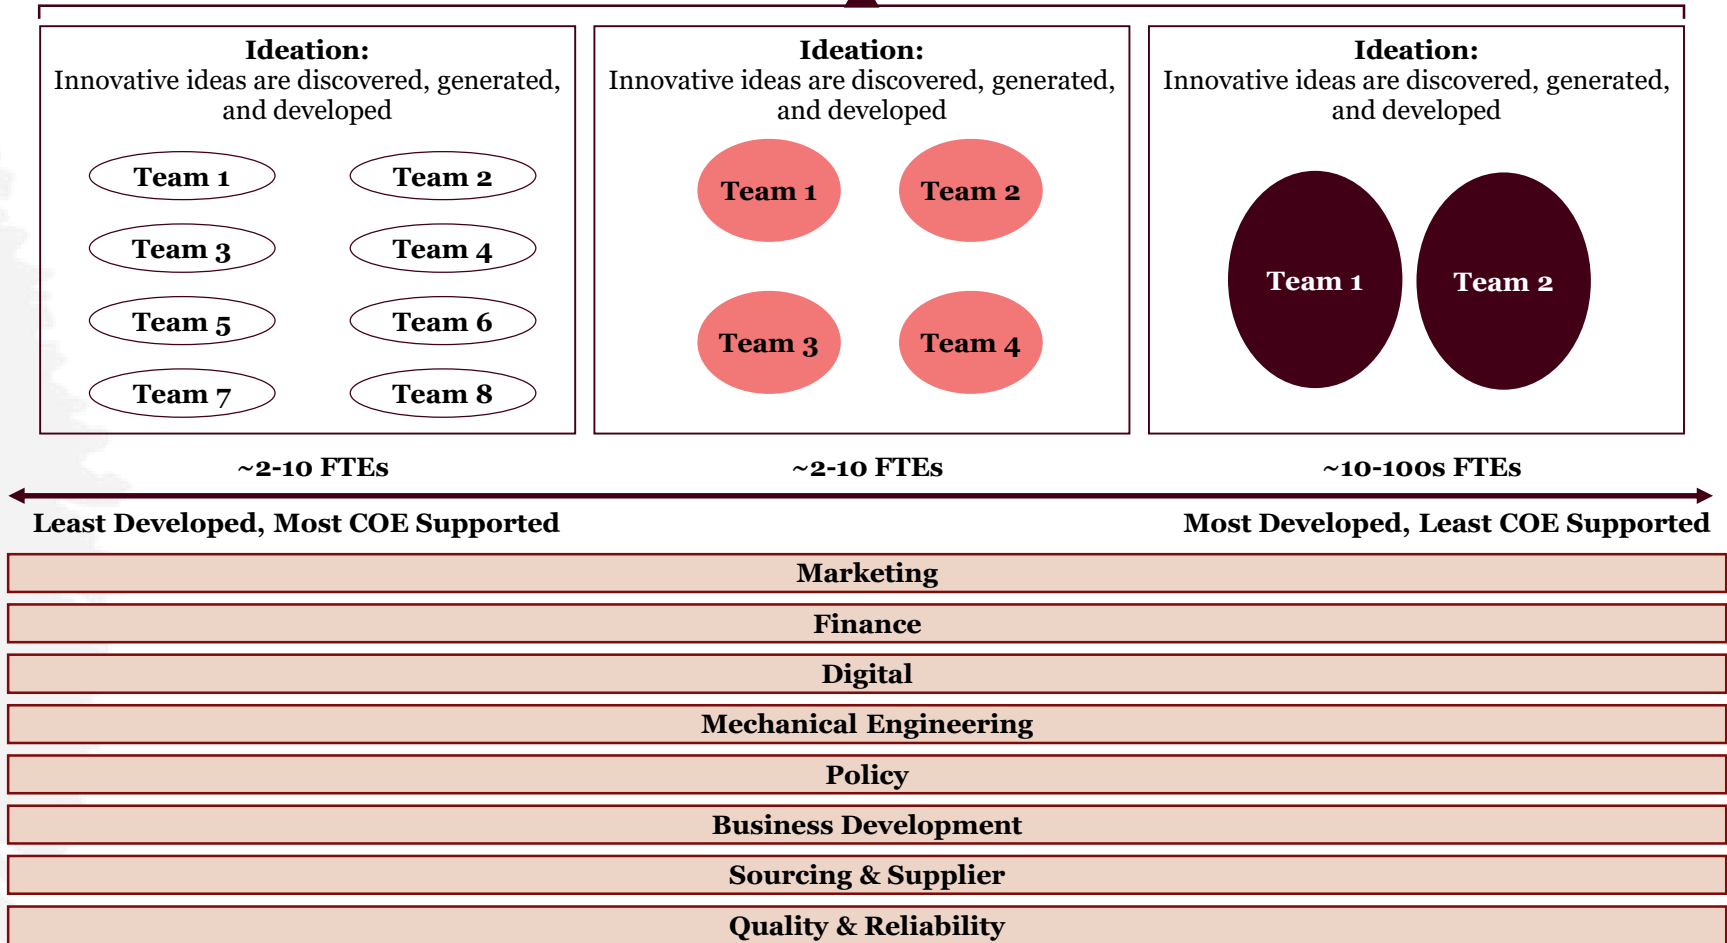 Ideation:
Innovative ideas are discovered, generated,
and developed
Team 1
Team 2
Team 3
Team 4
Team 5
Team 6
Team 7
Team 8
Ideation:
Innovative ideas are discovered, generated,
and developed
Team 1
Team 2
Team 3
Team 4
Ideation:
Innovative ideas are discovered, generated,
and developed
Team 1
Team 2
~2-10 FTEs
~2-10 FTEs
~10-100s FTEs
Least Developed, Most COE Supported
Most Developed, Least COE Supported
Marketing
Finance
Digital
Mechanical Engineering
Policy
Business Development
Sourcing & Supplier
Quality & Reliability